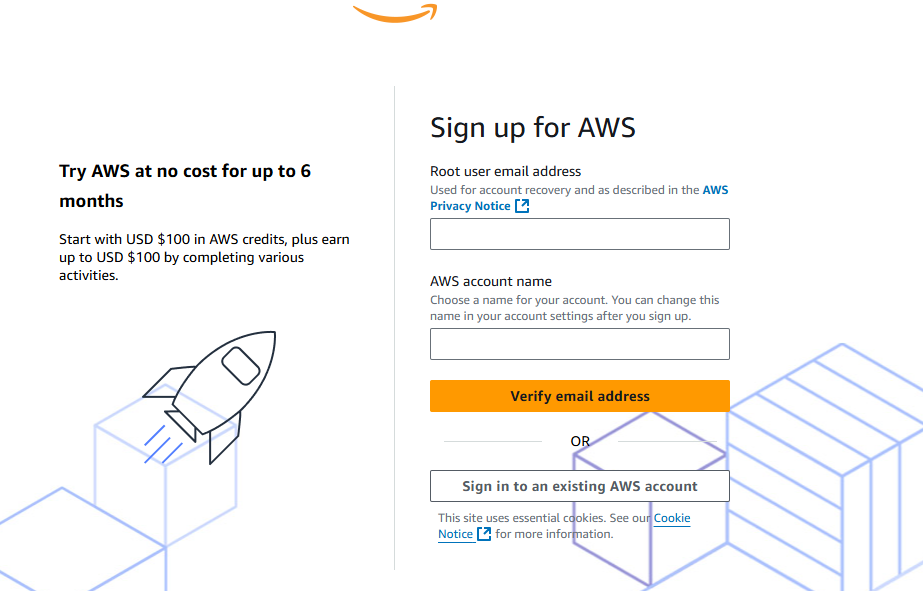 Try AWS at no cost for up to 6
months
Start with USD $100 in AWS credits, plus earn
up to USD $100 by completing various
activities.
Sign up for AWS
Root user email address
Used for account recovery and as described in the AWS
Privacy Notice
AWS account name
Choose a name for your account. You can change this
name in your account settings after you sign up.
Verify email address
OR
Sign in to an existing AWS account
This site uses essential cookies. See our Cookie
Notice for more information.